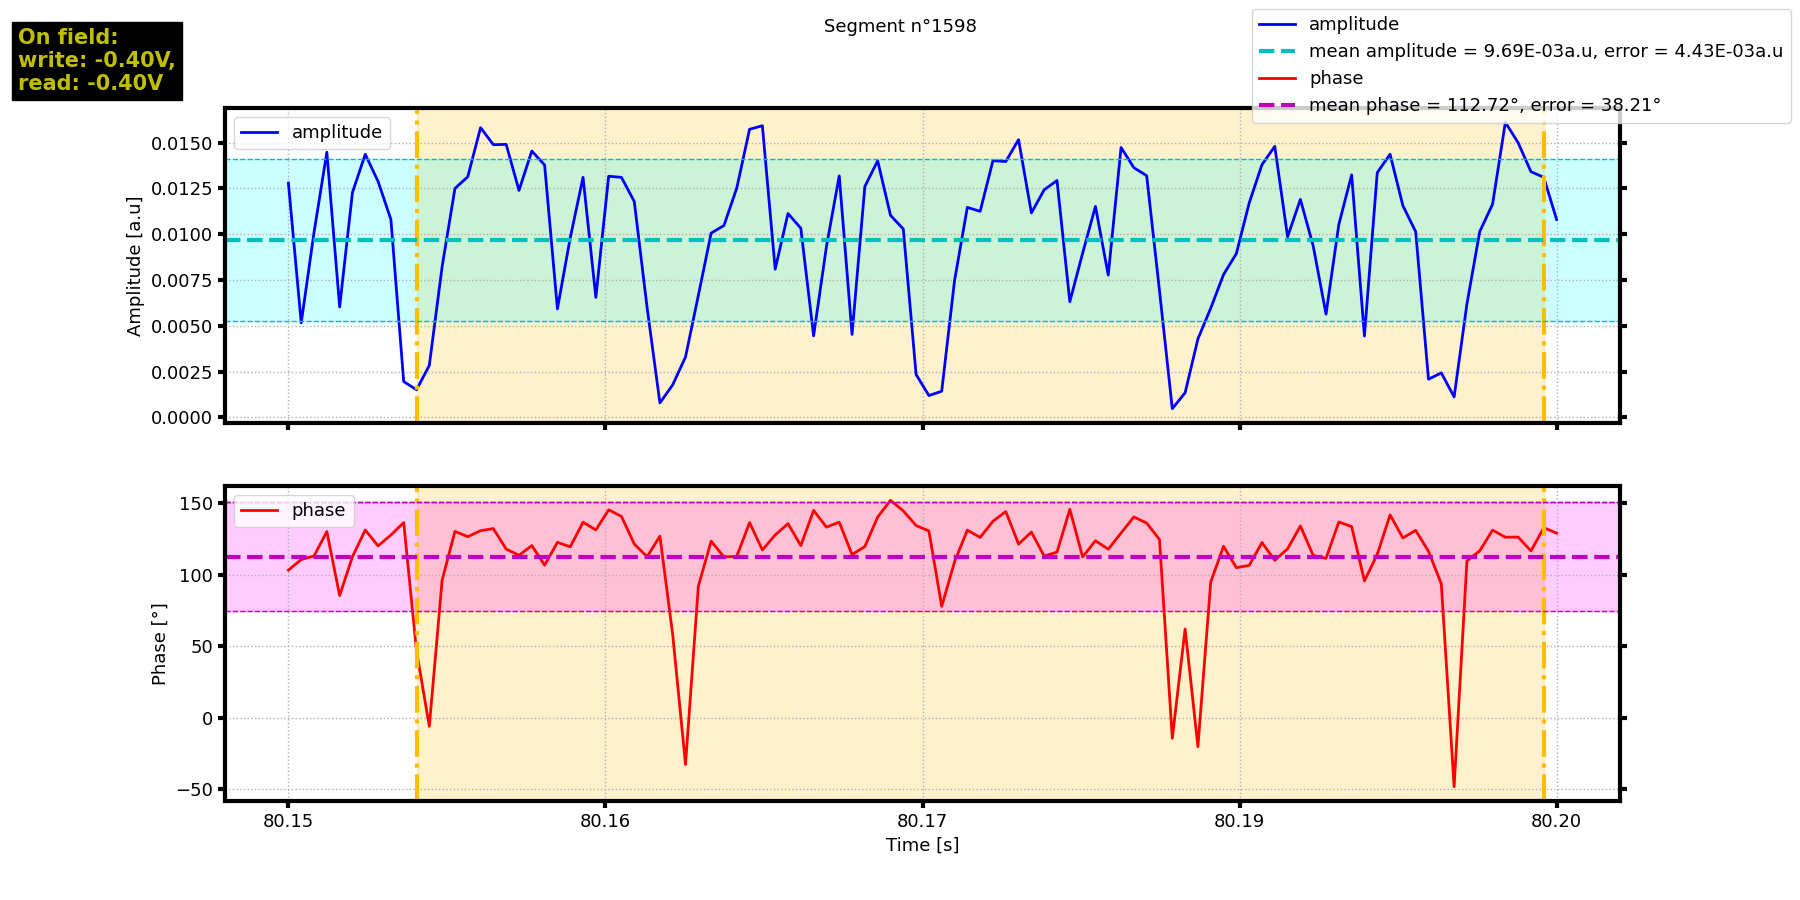 Segment n°1598
On field:
write: -0.40V,
read: -0.40V
amplitude
mean amplitude = 9.69E-03a.u, error = 4.43E-03a.u
phase
mean phase = 112.72°, error = 38.21°
amplitude
Amplitude [a.u]
0.0150
0.0125
0.0100
0.0075
0.0050
0.0025
0.0000
phase
Phase [°]
150
100
50
0
−50
80.15
80.16
80.17
80.19
80.20
Time [s]